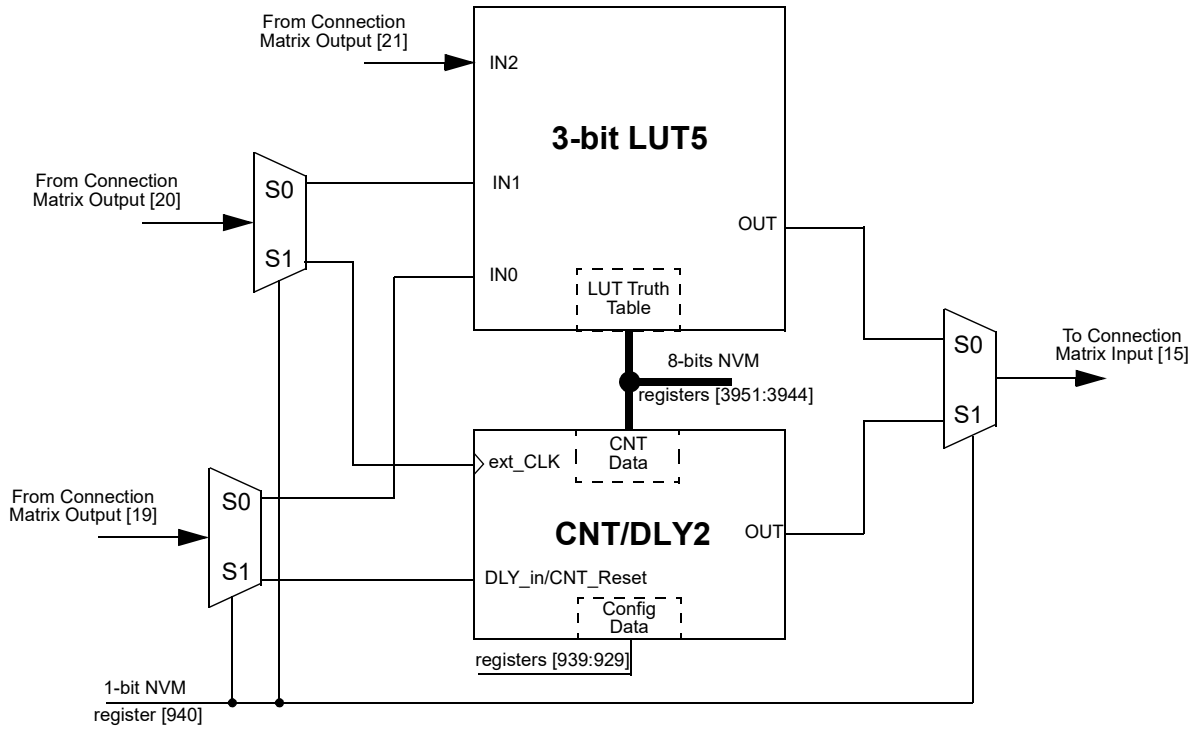 From Connection
Matrix Output [21]
IN2
3-bit LUT5
From Connection
Matrix Output [20]
S0
IN1
S1
OUT
IN0
LUT Truth
Table
S0
To Connection
Matrix Input [15]
8-bits NVM
registers [3951:3944]
S1
CNT
Data
ext_CLK
From Connection
Matrix Output [19]
S0
CNT/DLY2
OUT
S1
DLY_in/CNT_Reset
Config
Data
registers [939:929]
1-bit NVM
register [940]